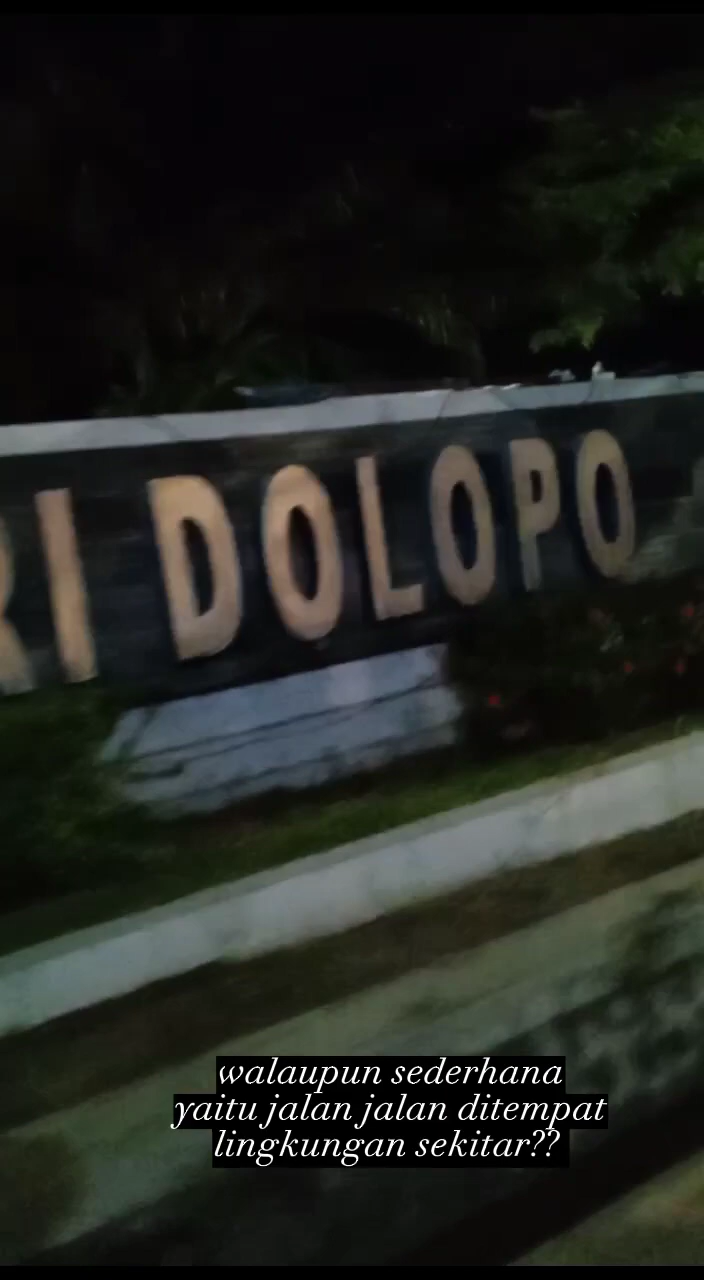 RI DOLOPO
walaupun sederhana
yaitu jalan jalan ditempat
lingkungan sekitar??